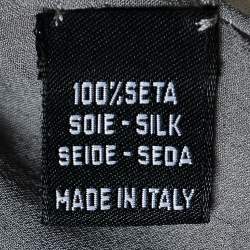 100%SETA
SOIE - SILK
SEIDE - SEDA
MADE IN ITALY